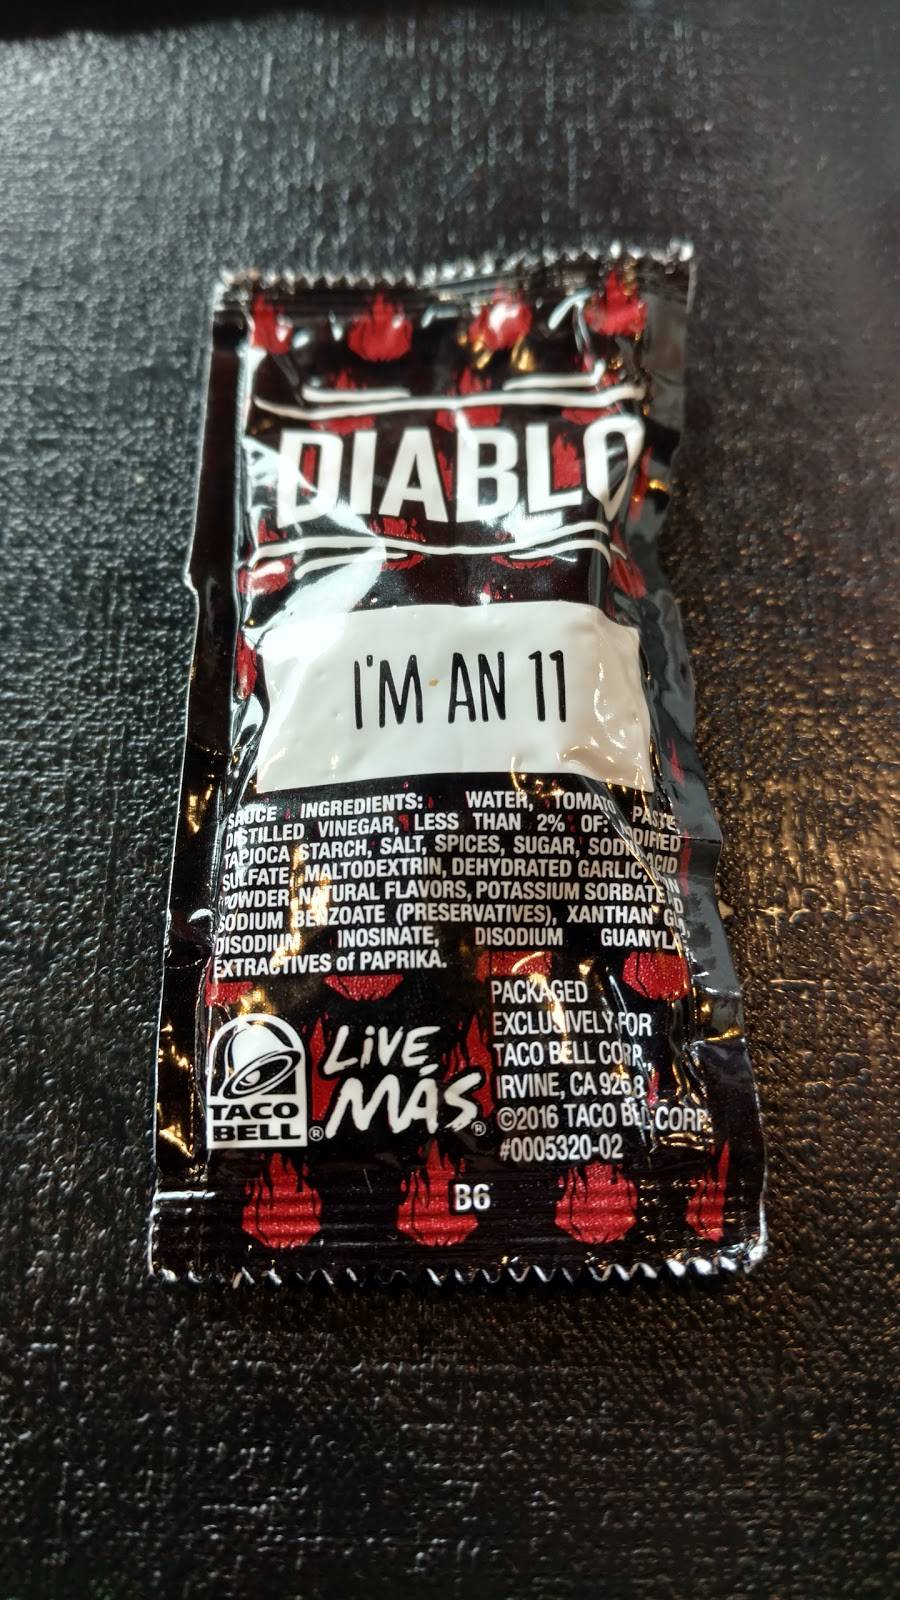 DIABLO
I'M AN 11
SAUCE INGREDIENTS: WATER, TOMATO PASTE,
DISTILLED VINEGAR, LESS THAN 2% OF:
TAPIOCA STARCH, SALT, SPICES, SUGAR, ACID
SULFATE, MALTODEXTRIN, DEHYDRATED GARLIC,
POWDER, NATURAL FLAVORS, POTASSIUM SORBATE
SODIUM BENZOATE (PRESERVATIVES), XANTHAN
DISODIUM INOSINATE, DISODIUM
EXTRACTIVES of PAPRIKA.
PACKAGED
EXCLUSIVELY FOR
TACO BELL CORP.
IRVINE, CA
©2016 TACO BELL CORP.
#0005320-02
LiVE
MÁS®
TACO
BELL®
B6